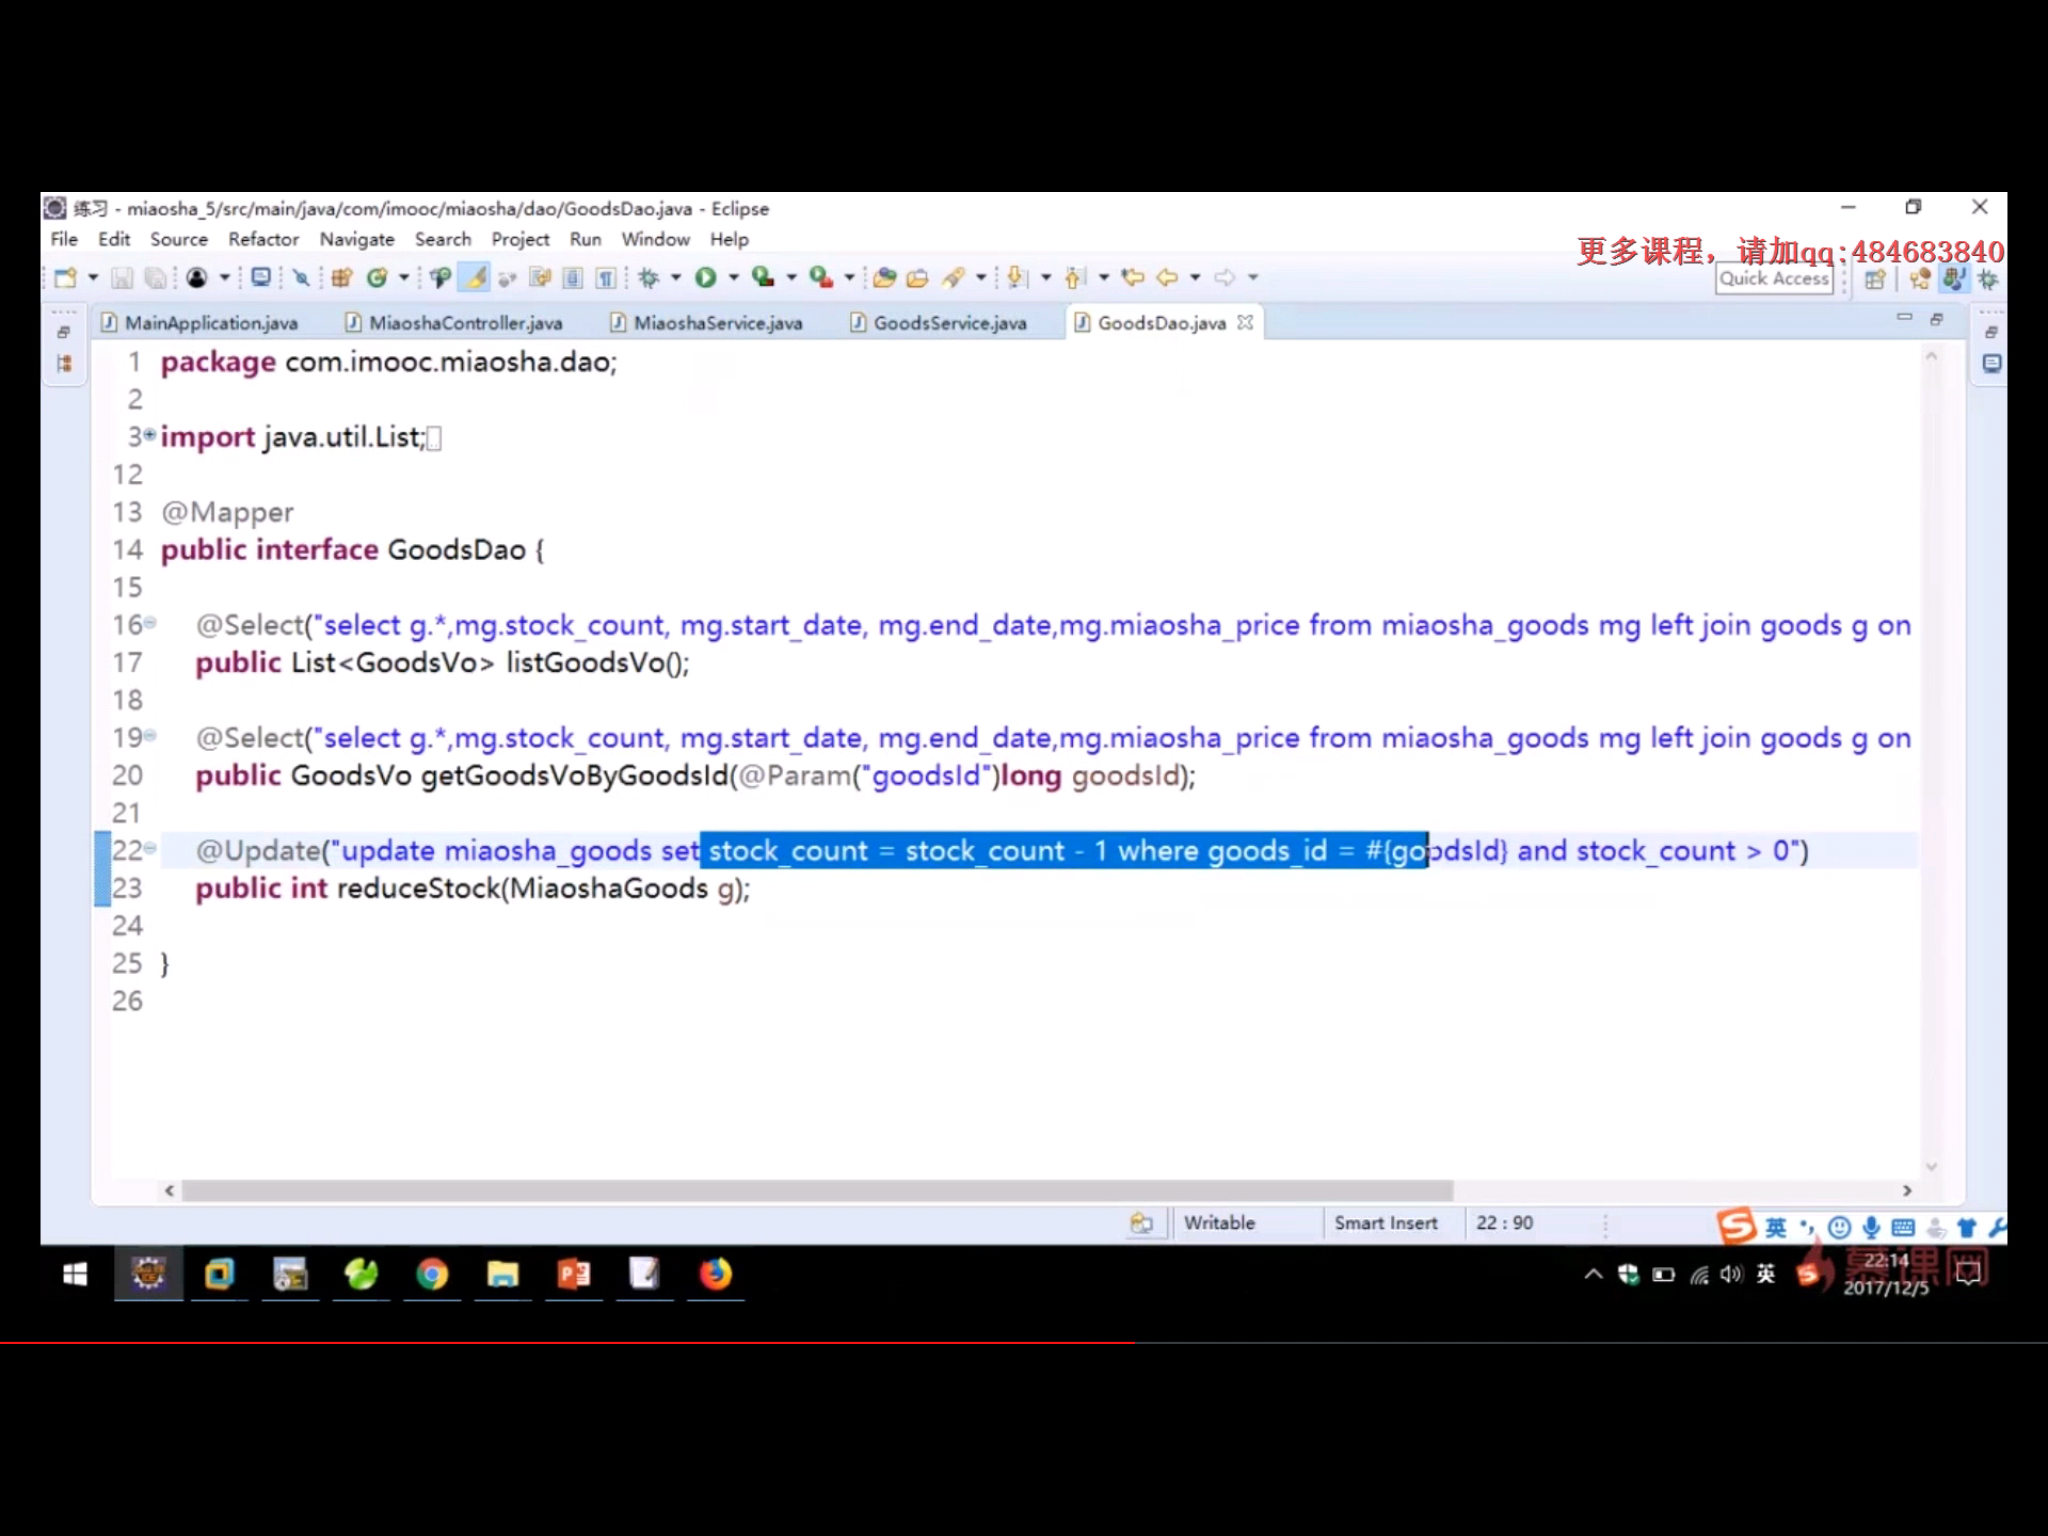 练习 - miaosha_5/src/main/java/com/imooc/miaosha/dao/GoodsDao.java - Eclipse
File Edit Source Refactor Navigate Search Project Run Window Help
更多课程，请加qq:484683840
Quick Access
MainApplication.java MiaoshaController.java MiaoshaService.java GoodsService.java GoodsDao.java
1 package com.imooc.miaosha.dao;
2
3 import java.util.List;
12
13 @Mapper
14 public interface GoodsDao {
15
16 @Select("select g.*,mg.stock_count, mg.start_date, mg.end_date,mg.miaosha_price from miaosha_goods mg left join goods g on
17 public List<GoodsVo> listGoodsVo();
18
19 @Select("select g.*,mg.stock_count, mg.start_date, mg.end_date,mg.miaosha_price from miaosha_goods mg left join goods g on
20 public GoodsVo getGoodsVoByGoodsId(@Param("goodsId")long goodsId);
21
22 @Update("update miaosha_goods set stock_count = stock_count - 1 where goods_id = #{goodsId} and stock_count > 0")
23 public int reduceStock(MiaoshaGoods g);
24
25 }
26
Writable Smart Insert 22 : 90
英
英 22:14
2017/12/5
慕课网